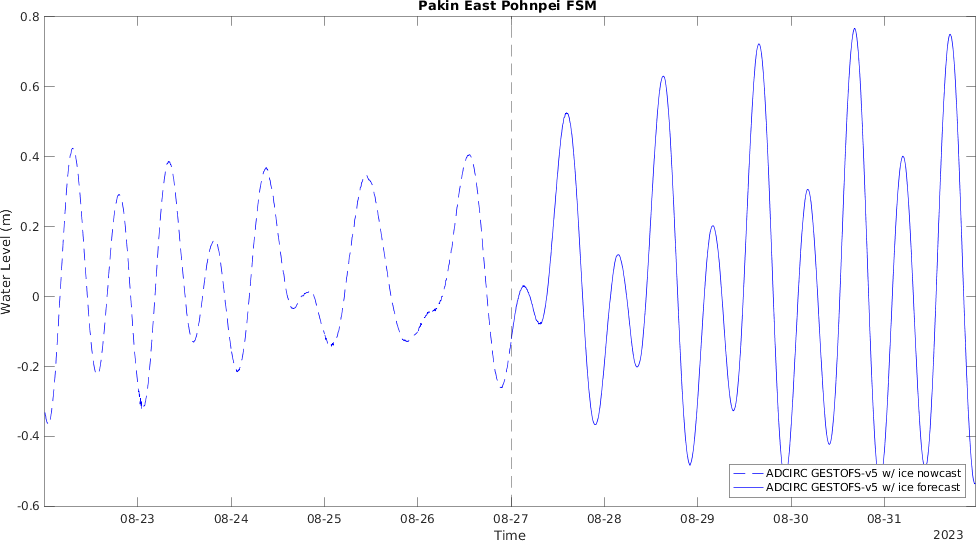 Pakin East Pohnpei FSM
0.8
0.6
0.4
0.2
0
-0.2
-0.4
-0.6
Water Level (m)
08-23 08-24 08-25 08-26 08-27 08-28 08-29 08-30 08-31
Time
2023
ADCIRC GESTOFS-v5 w/ ice nowcast
ADCIRC GESTOFS-v5 w/ ice forecast